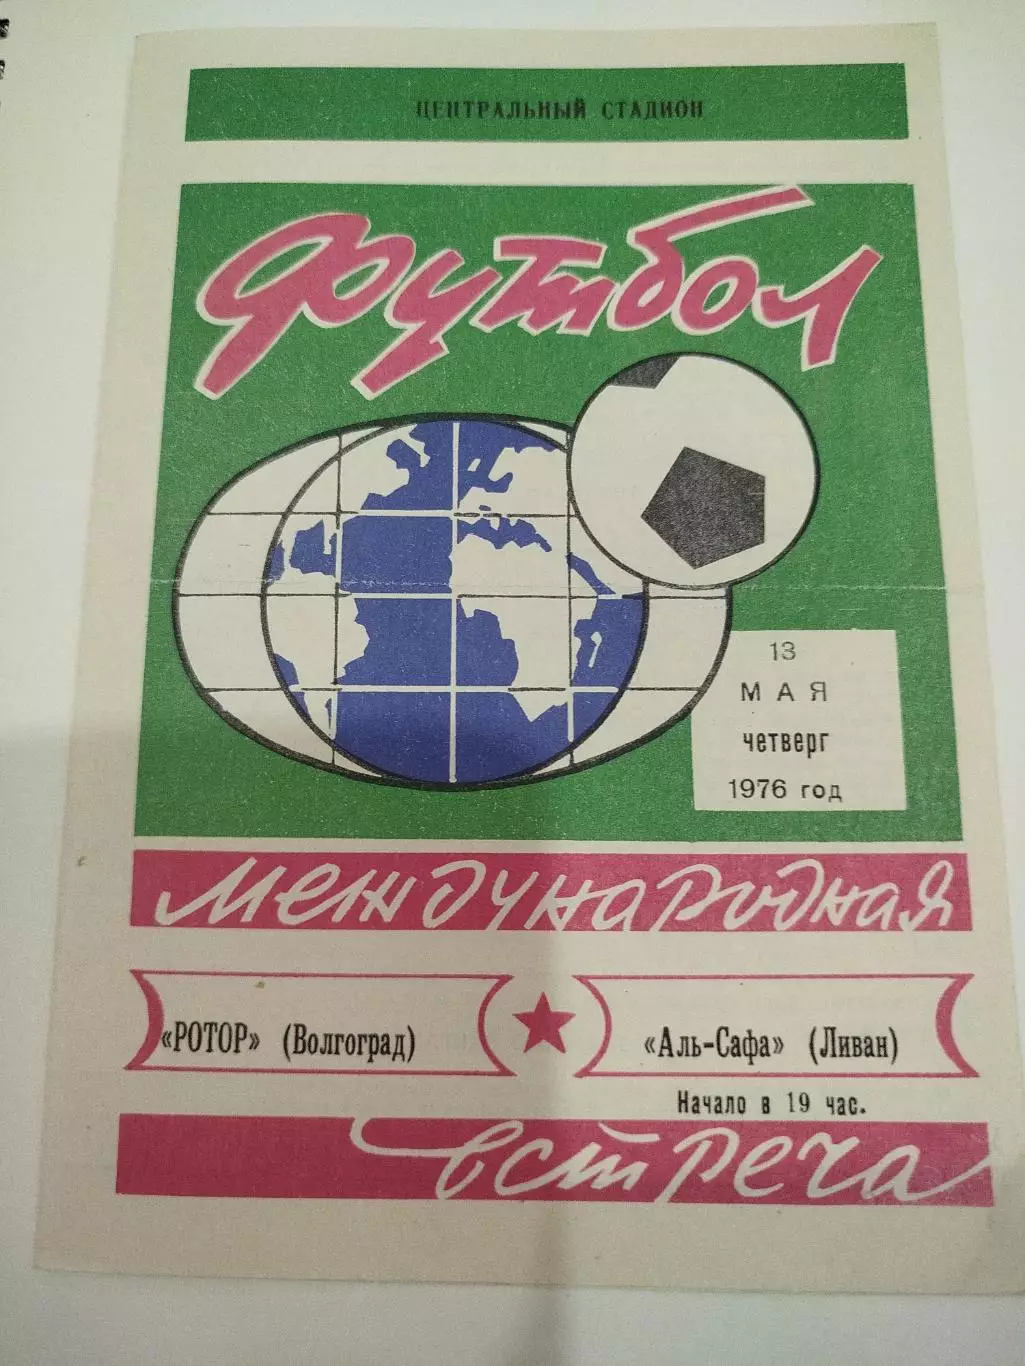 ЦЕНТРАЛЬНЫЙ СТАДИОН
Футбол
13
МАЯ
четверг
1976 год
международная
«РОТОР» (Волгоград)
«Аль-Сафа» (Ливан)
Начало в 19 час.
встреча